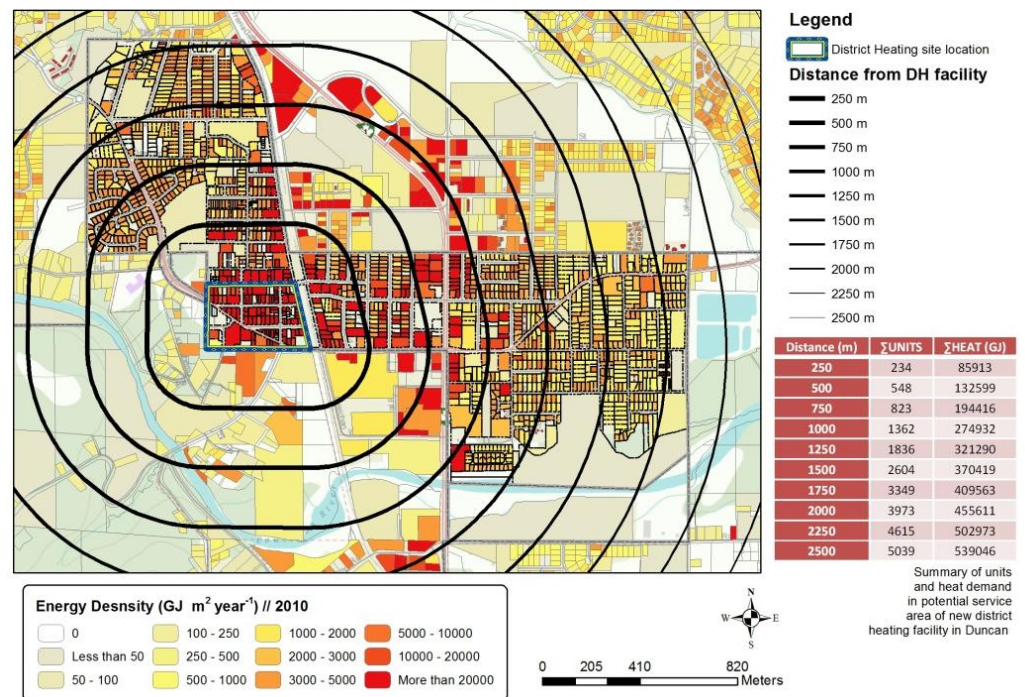 Legend
District Heating site location
Distance from DH facility
250 m
500 m
750 m
1000 m
1250 m
1500 m
1750 m
2000 m
2250 m
2500 m
Distance (m) ∑UNITS ∑HEAT (GJ)
250 234 85913
500 548 132599
750 823 194416
1000 1362 274932
1250 1836 321290
1500 2604 370419
1750 3349 409563
2000 3973 455611
2250 4615 502973
2500 5039 539046
Summary of units
and heat demand
in potential service
area of new district
heating facility in Duncan
Energy Desnsity (GJ m² year⁻¹) // 2010
0 100 - 250 1000 - 2000 5000 - 10000
Less than 50 250 - 500 2000 - 3000 10000 - 20000
50 - 100 500 - 1000 3000 - 5000 More than 20000
N
W E
S
0 205 410 820
Meters